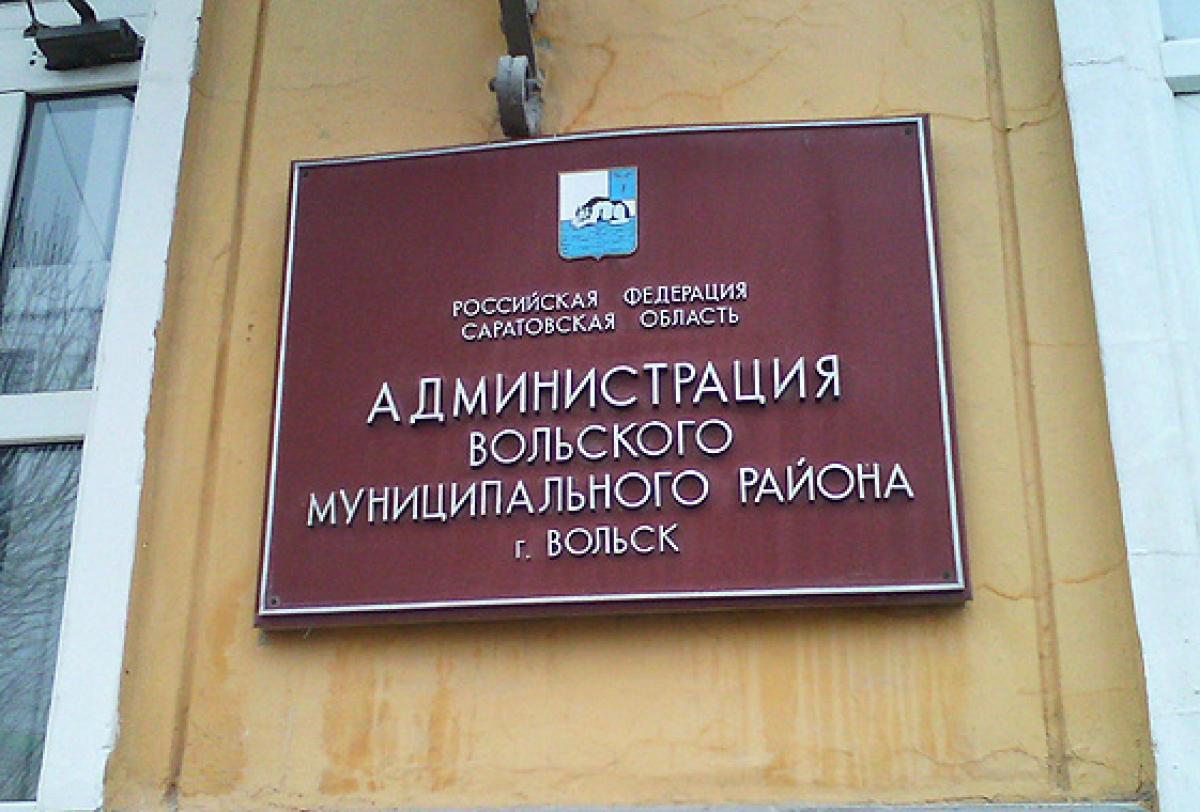 РОССИЙСКАЯ ФЕДЕРАЦИЯ
САРАТОВСКАЯ ОБЛАСТЬ
АДМИНИСТРАЦИЯ
ВОЛЬСКОГО
МУНИЦИПАЛЬНОГО РАЙОНА
г. ВОЛЬСК